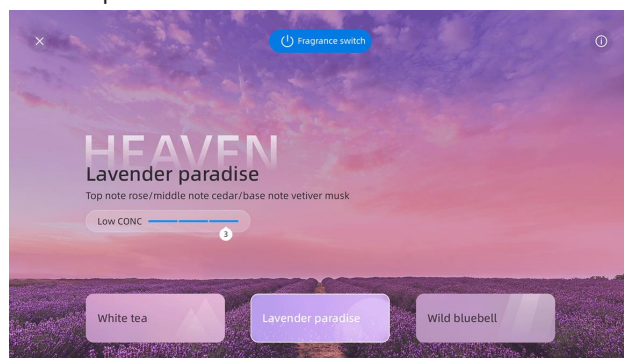 Fragrance switch
HEAVEN
Lavender paradise
Top note rose/middle note cedar/base note vetiver musk
Low CONC
3
White tea
Lavender paradise
Wild bluebell